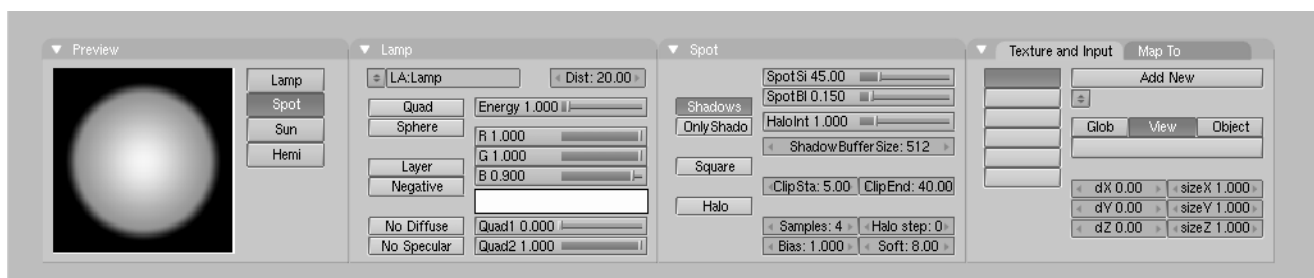 Preview
Lamp
Spot
Sun
Hemi
Lamp
LA:Lamp Dist: 20.00
Quad Energy 1.000
Sphere
R 1.000
G 1.000
Layer B 0.900
Negative
No Diffuse Quad1 0.000
No Specular Quad2 1.000
Spot
SpotSi 45.00
SpotBl 0.150
Shadows
OnlyShado HaloInt 1.000
ShadowBufferSize: 512
Square
ClipSta: 5.00 ClipEnd: 40.00
Halo
Samples: 4 Halo step: 0
Bias: 1.000 Soft: 8.00
Texture and Input Map To
Add New
Glob View Object
dX 0.00 sizeX 1.000
dY 0.00 sizeY 1.000
dZ 0.00 sizeZ 1.000